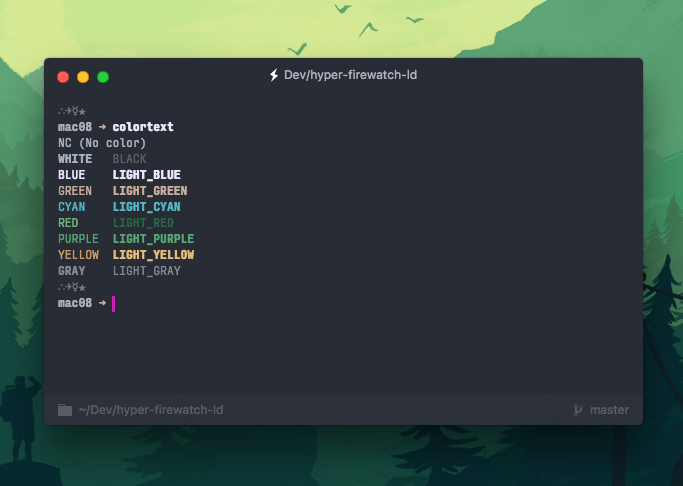 Dev/hyper-firewatch-ld
mac08 ➜ colortext
NC (No color)
WHITE BLACK
BLUE LIGHT_BLUE
GREEN LIGHT_GREEN
CYAN LIGHT_CYAN
RED LIGHT_RED
PURPLE LIGHT_PURPLE
YELLOW LIGHT_YELLOW
GRAY LIGHT_GRAY
mac08 ➜
~/Dev/hyper-firewatch-ld
master